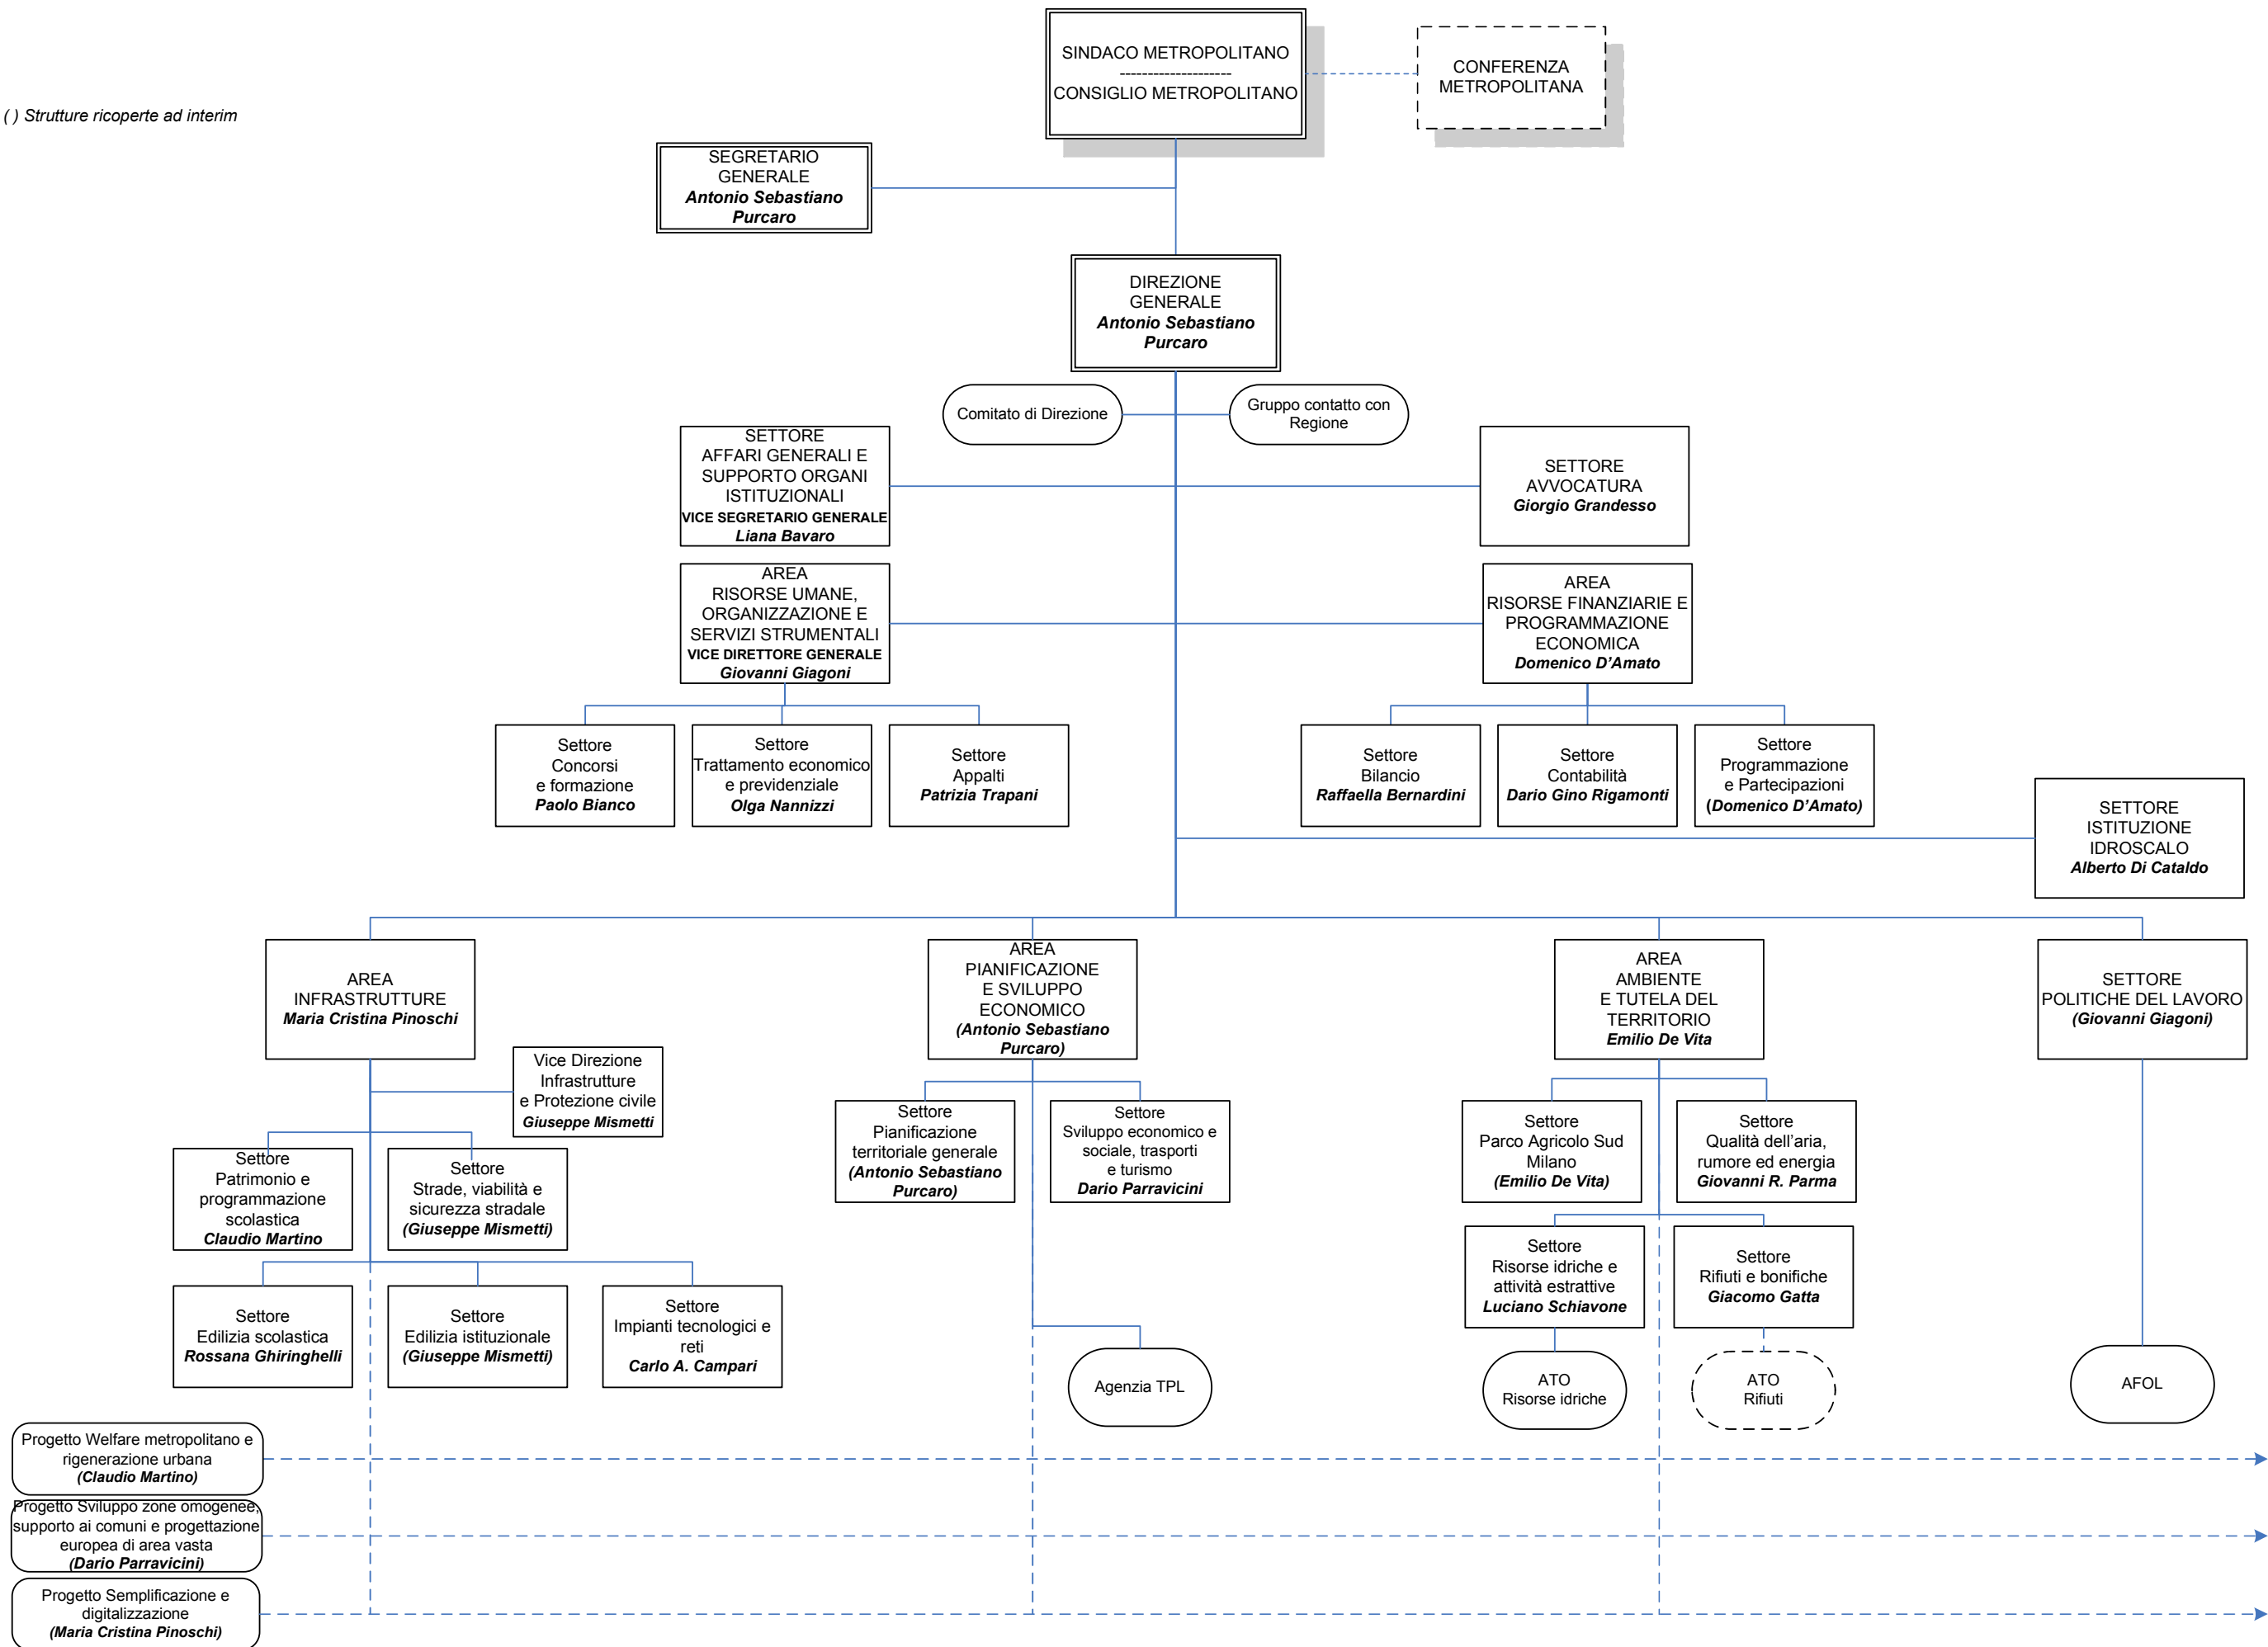 SINDACO METROPOLITANO
--------------------
CONSIGLIO METROPOLITANO
CONFERENZA
METROPOLITANA
( ) Strutture ricoperte ad interim
SEGRETARIO
GENERALE
Antonio Sebastiano
Purcaro
DIREZIONE
GENERALE
Antonio Sebastiano
Purcaro
Comitato di Direzione
Gruppo contatto con
Regione
SETTORE
AFFARI GENERALI E
SUPPORTO ORGANI
ISTITUZIONALI
VICE SEGRETARIO GENERALE
Liana Bavaro
SETTORE
AVVOCATURA
Giorgio Grandesso
AREA
RISORSE UMANE,
ORGANIZZAZIONE E
SERVIZI STRUMENTALI
VICE DIRETTORE GENERALE
Giovanni Giagoni
AREA
RISORSE FINANZIARIE E
PROGRAMMAZIONE
ECONOMICA
Domenico D'Amato
Settore
Concorsi
e formazione
Paolo Bianco
Settore
Trattamento economico
e previdenziale
Olga Nannizzi
Settore
Appalti
Patrizia Trapani
Settore
Bilancio
Raffaella Bernardini
Settore
Contabilità
Dario Gino Rigamonti
Settore
Programmazione
e Partecipazioni
(Domenico D'Amato)
SETTORE
ISTITUZIONE
IDROSCALO
Alberto Di Cataldo
AREA
INFRASTRUTTURE
Maria Cristina Pinoschi
AREA
PIANIFICAZIONE
E SVILUPPO
ECONOMICO
(Antonio Sebastiano
Purcaro)
AREA
AMBIENTE
E TUTELA DEL
TERRITORIO
Emilio De Vita
SETTORE
POLITICHE DEL LAVORO
(Giovanni Giagoni)
Vice Direzione
Infrastrutture
e Protezione civile
Giuseppe Mismetti
Settore
Patrimonio e
programmazione
scolastica
Claudio Martino
Settore
Strade, viabilità e
sicurezza stradale
(Giuseppe Mismetti)
Settore
Pianificazione
territoriale generale
(Antonio Sebastiano
Purcaro)
Settore
Sviluppo economico e
sociale, trasporti
e turismo
Dario Parravicini
Settore
Parco Agricolo Sud
Milano
(Emilio De Vita)
Settore
Qualità dell'aria,
rumore ed energia
Giovanni R. Parma
Settore
Risorse idriche e
attività estrattive
Luciano Schiavone
Settore
Rifiuti e bonifiche
Giacomo Gatta
Settore
Edilizia scolastica
Rossana Ghiringhelli
Settore
Edilizia istituzionale
(Giuseppe Mismetti)
Settore
Impianti tecnologici e
reti
Carlo A. Campari
Agenzia TPL
ATO
Risorse idriche
ATO
Rifiuti
AFOL
Progetto Welfare metropolitano e
rigenerazione urbana
(Claudio Martino)
Progetto Sviluppo zone omogenee,
supporto ai comuni e progettazione
europea di area vasta
(Dario Parravicini)
Progetto Semplificazione e
digitalizzazione
(Maria Cristina Pinoschi)